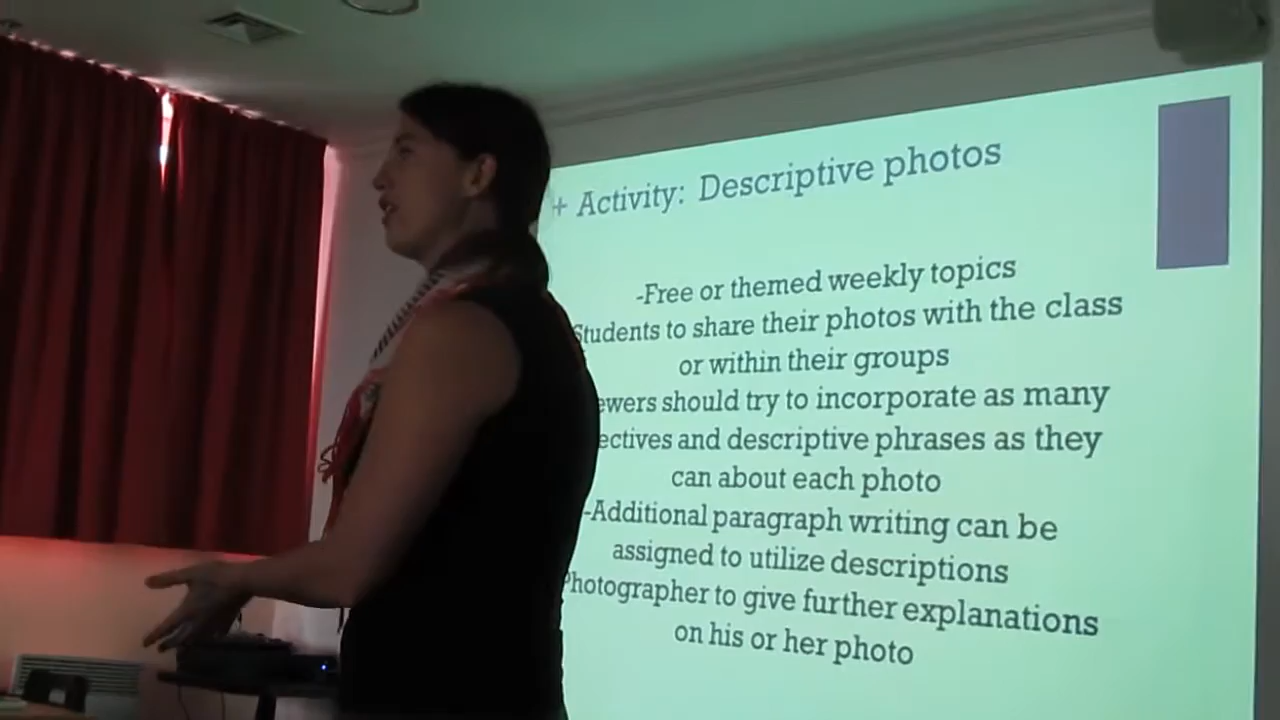 + Activity: Descriptive photos
-Free or themed weekly topics
Students to share their photos with the class
or within their groups
should try to incorporate as many
and descriptive phrases as they
can about each photo
-Additional paragraph writing can be
assigned to utilize descriptions
Photographer to give further explanations
on his or her photo